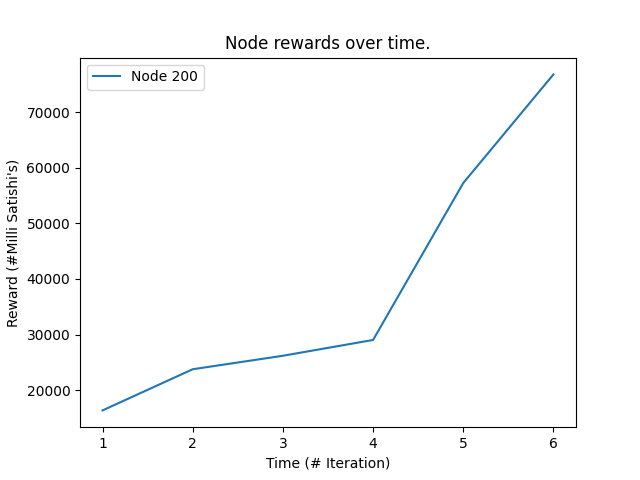 Node rewards over time.
Node 200
Reward (#Milli Satishi's)
70000
60000
50000
40000
30000
20000
1 2 3 4 5 6
Time (# Iteration)